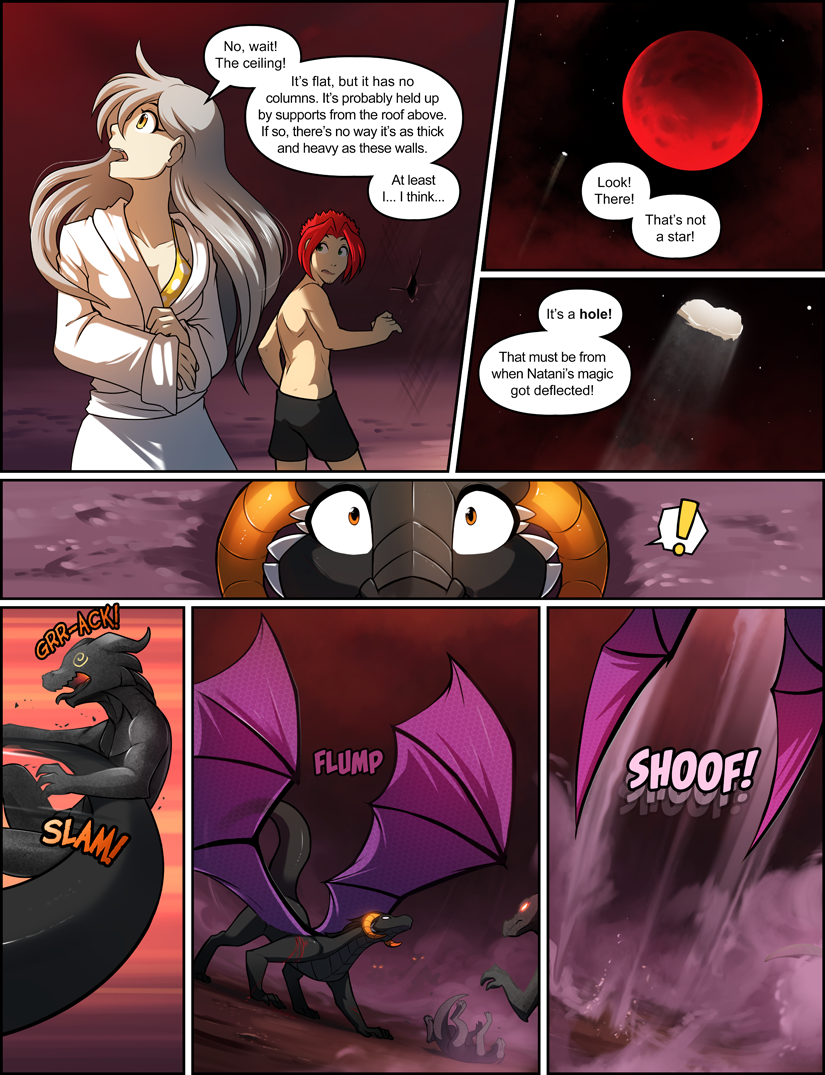 No, wait!
The ceiling!
It's flat, but it has no
columns. It's probably held up
by supports from the roof above.
If so, there's no way it's as thick
and heavy as these walls.
At least
I... I think...
Look!
There!
That's not
a star!
It's a hole!
That must be from
when Natani's magic
got deflected!
!
GRR-ACK!
SLAM!
FLUMP
SHOOF!